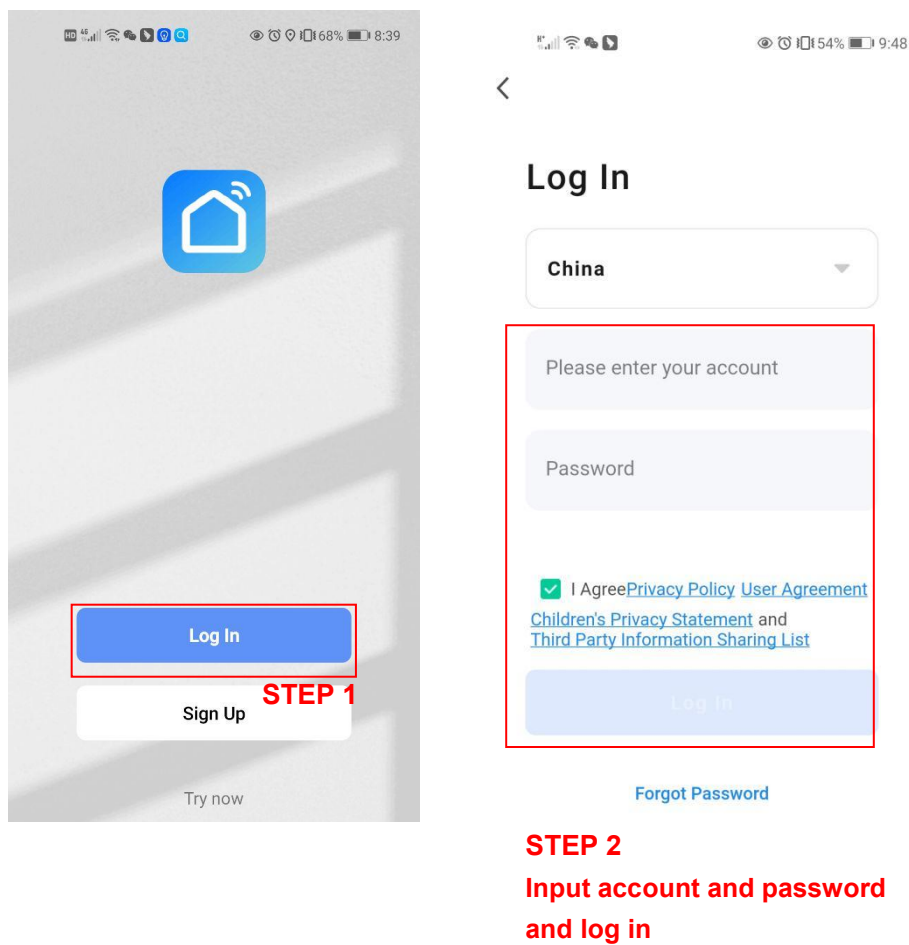 HD 4G 68% 8:39
Log In
STEP 1
Sign Up
Try now
54% 9:48
Log In
China
Please enter your account
Password
I AgreePrivacy Policy User Agreement
Children's Privacy Statement and
Third Party Information Sharing List
Log In
Forgot Password
STEP 2
Input account and password
and log in